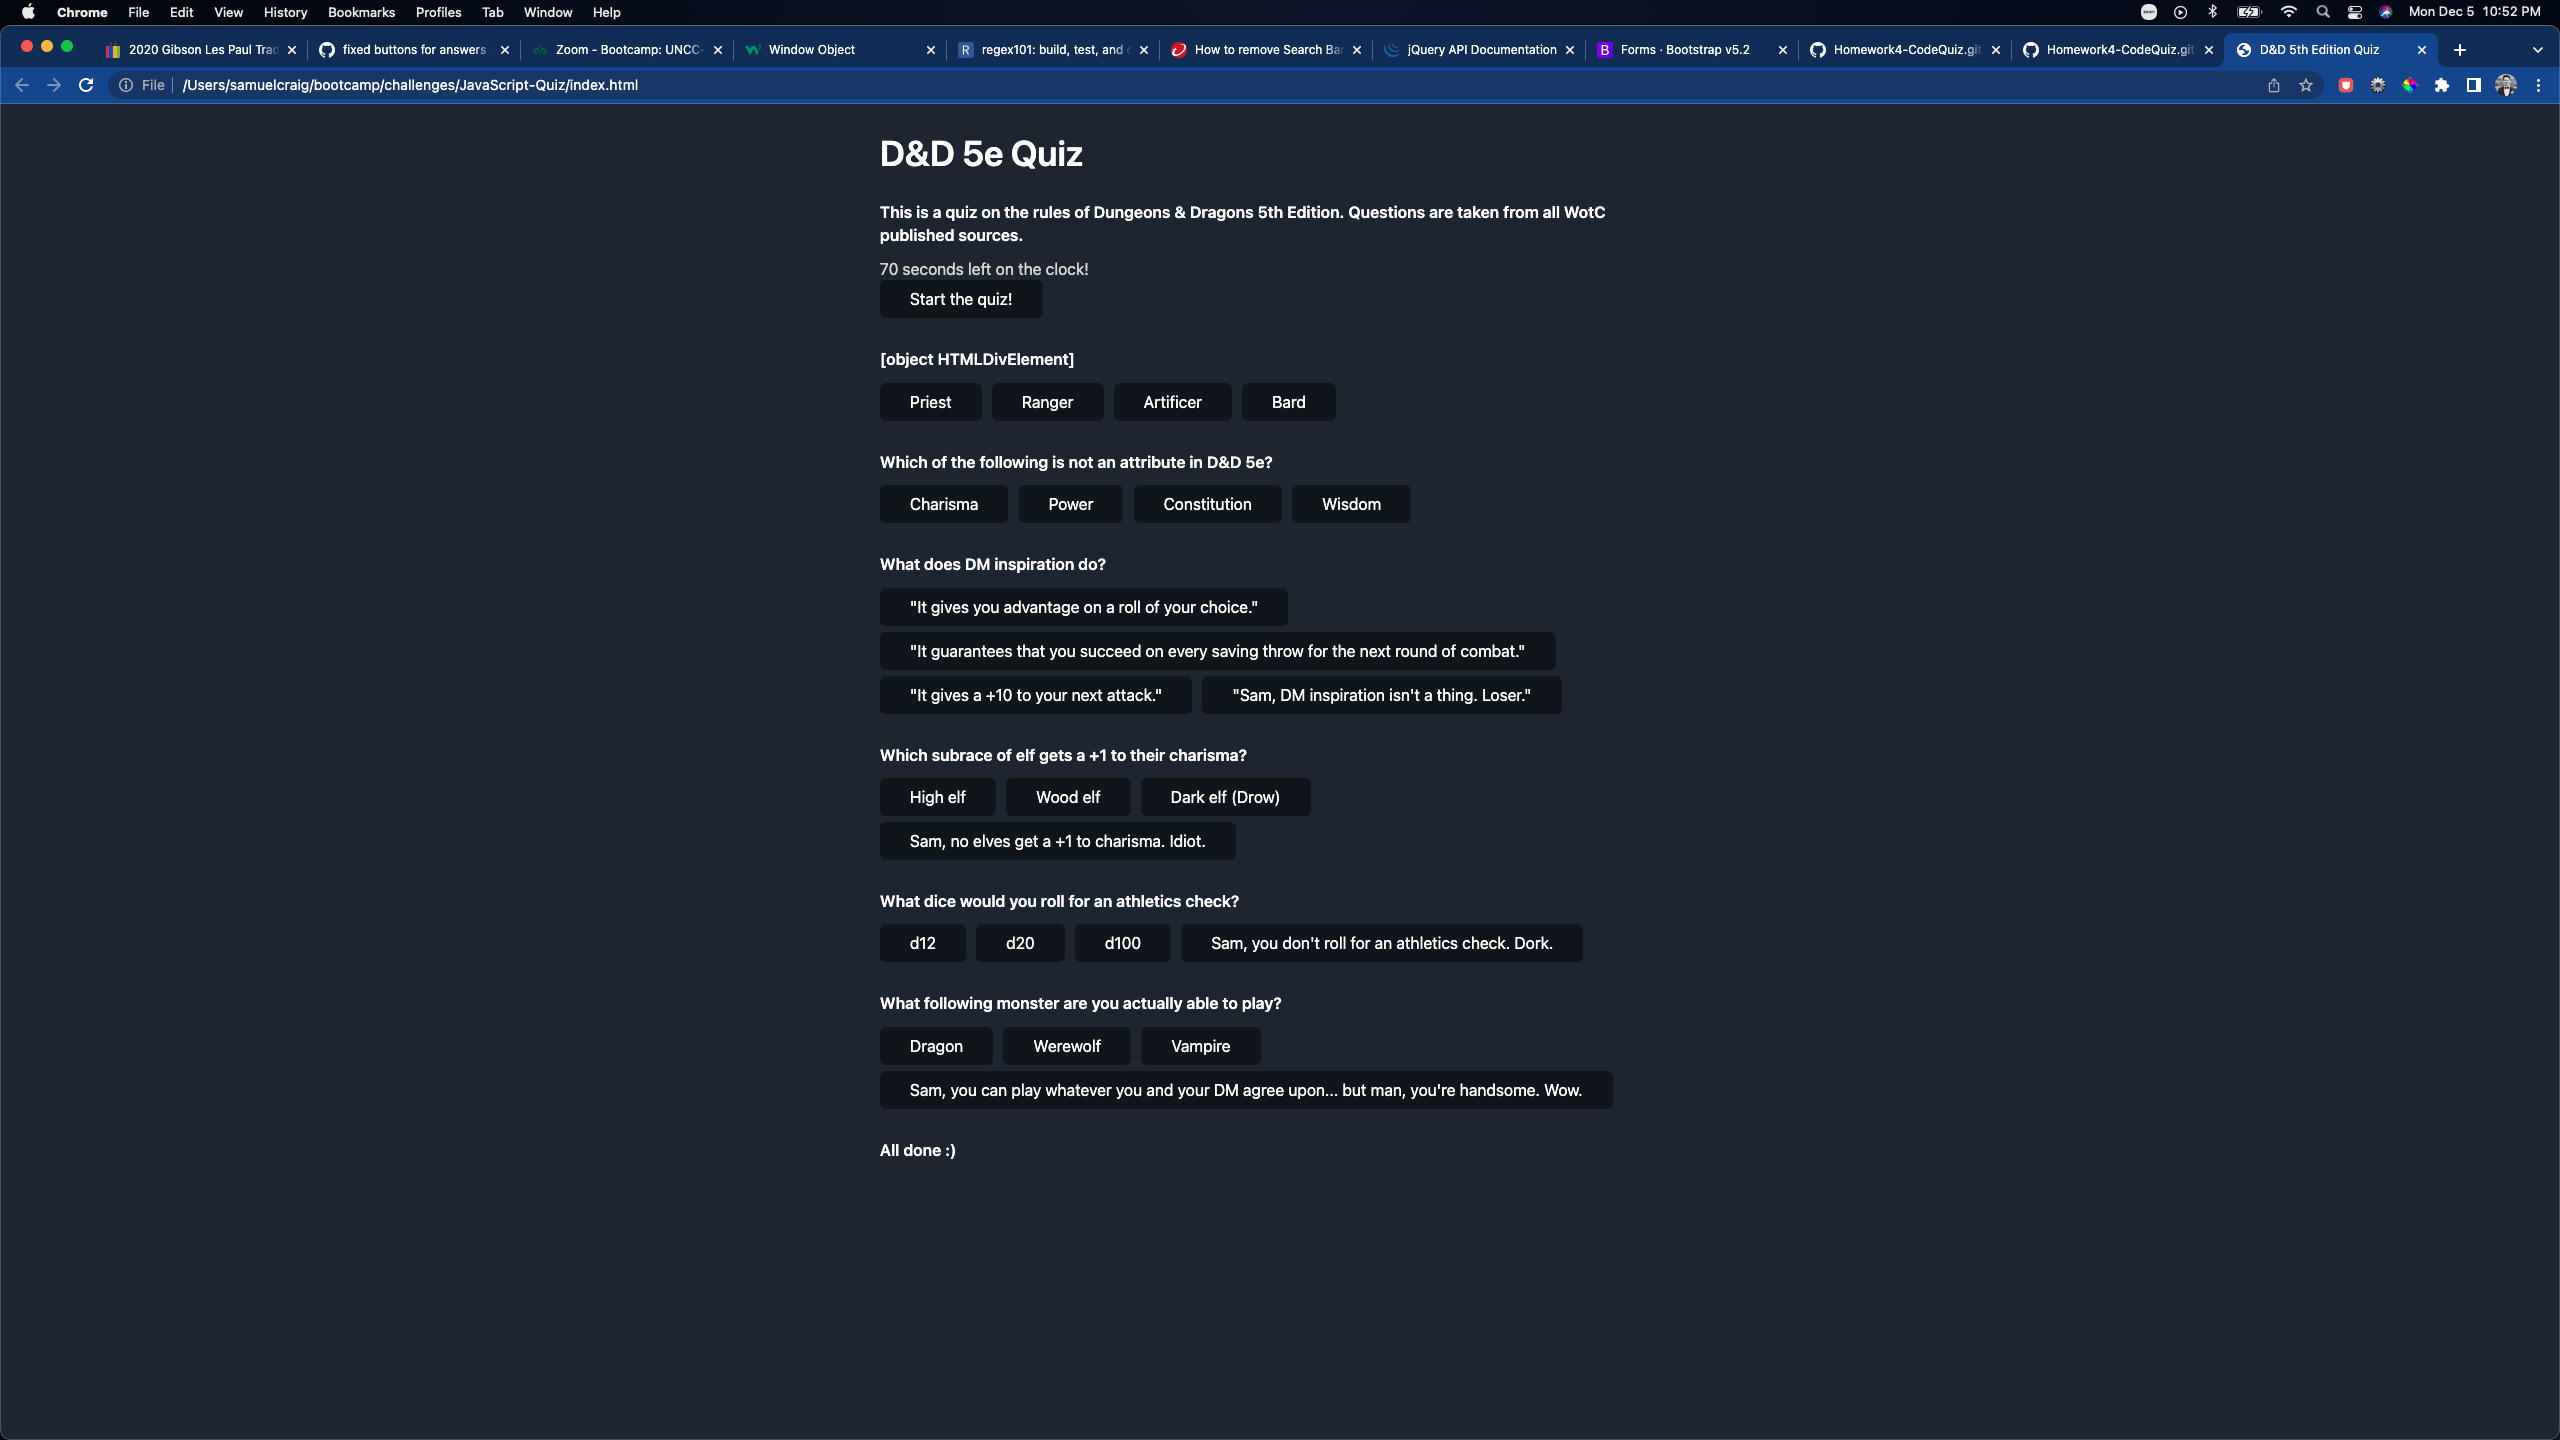 Chrome File Edit View History Bookmarks Profiles Tab Window Help Mon Dec 5 10:52 PM
2020 Gibson Les Paul Trad fixed buttons for answers Zoom - Bootcamp: UNCC- Window Object regex101: build, test, and How to remove Search Ba jQuery API Documentation Forms · Bootstrap v5.2 Homework4-CodeQuiz.git Homework4-CodeQuiz.git D&D 5th Edition Quiz
File /Users/samuelcraig/bootcamp/challenges/JavaScript-Quiz/index.html
D&D 5e Quiz
This is a quiz on the rules of Dungeons & Dragons 5th Edition. Questions are taken from all WotC
published sources.
70 seconds left on the clock!
Start the quiz!
[object HTMLDivElement]
Priest Ranger Artificer Bard
Which of the following is not an attribute in D&D 5e?
Charisma Power Constitution Wisdom
What does DM inspiration do?
"It gives you advantage on a roll of your choice."
"It guarantees that you succeed on every saving throw for the next round of combat."
"It gives a +10 to your next attack." "Sam, DM inspiration isn't a thing. Loser."
Which subrace of elf gets a +1 to their charisma?
High elf Wood elf Dark elf (Drow)
Sam, no elves get a +1 to charisma. Idiot.
What dice would you roll for an athletics check?
d12 d20 d100 Sam, you don't roll for an athletics check. Dork.
What following monster are you actually able to play?
Dragon Werewolf Vampire
Sam, you can play whatever you and your DM agree upon... but man, you're handsome. Wow.
All done :)